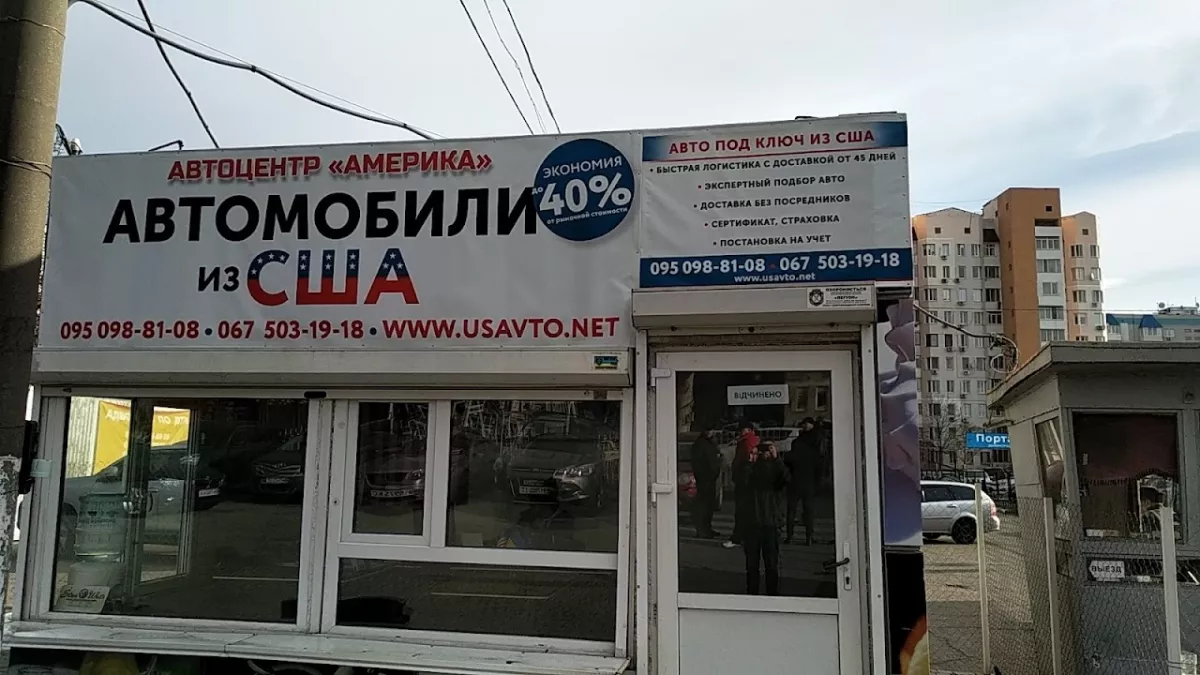 АВТОЦЕНТР «АМЕРИКА»
АВТОМОБИЛИ
ИЗ США
ЭКОНОМИЯ
до 40%
от рыночной стоимости
095 098-81-08 • 067 503-19-18 • WWW.USAVTO.NET
АВТО ПОД КЛЮЧ ИЗ США
• БЫСТРАЯ ЛОГИСТИКА С ДОСТАВКОЙ ОТ 45 ДНЕЙ
• ЭКСПЕРТНЫЙ ПОДБОР АВТО
• ДОСТАВКА БЕЗ ПОСРЕДНИКОВ
• СЕРТИФИКАТ, СТРАХОВКА
• ПОСТАНОВКА НА УЧЕТ
095 098-81-08 • 067 503-19-18
www.usavto.net
ВІДЧИНЕНО
Порта
ВЫЕЗД